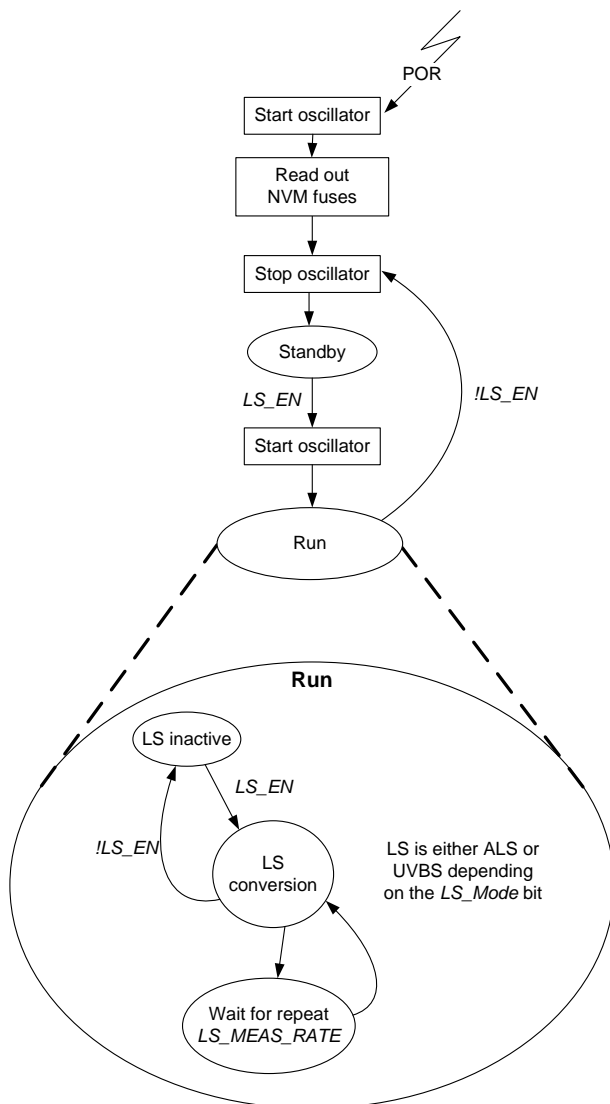 POR
Start oscillator
Read out
NVM fuses
Stop oscillator
Standby
LS_EN
!LS_EN
Start oscillator
Run
Run
LS inactive
LS_EN
!LS_EN
LS
conversion
LS is either ALS or
UVBS depending
on the LS_Mode bit
Wait for repeat
LS_MEAS_RATE